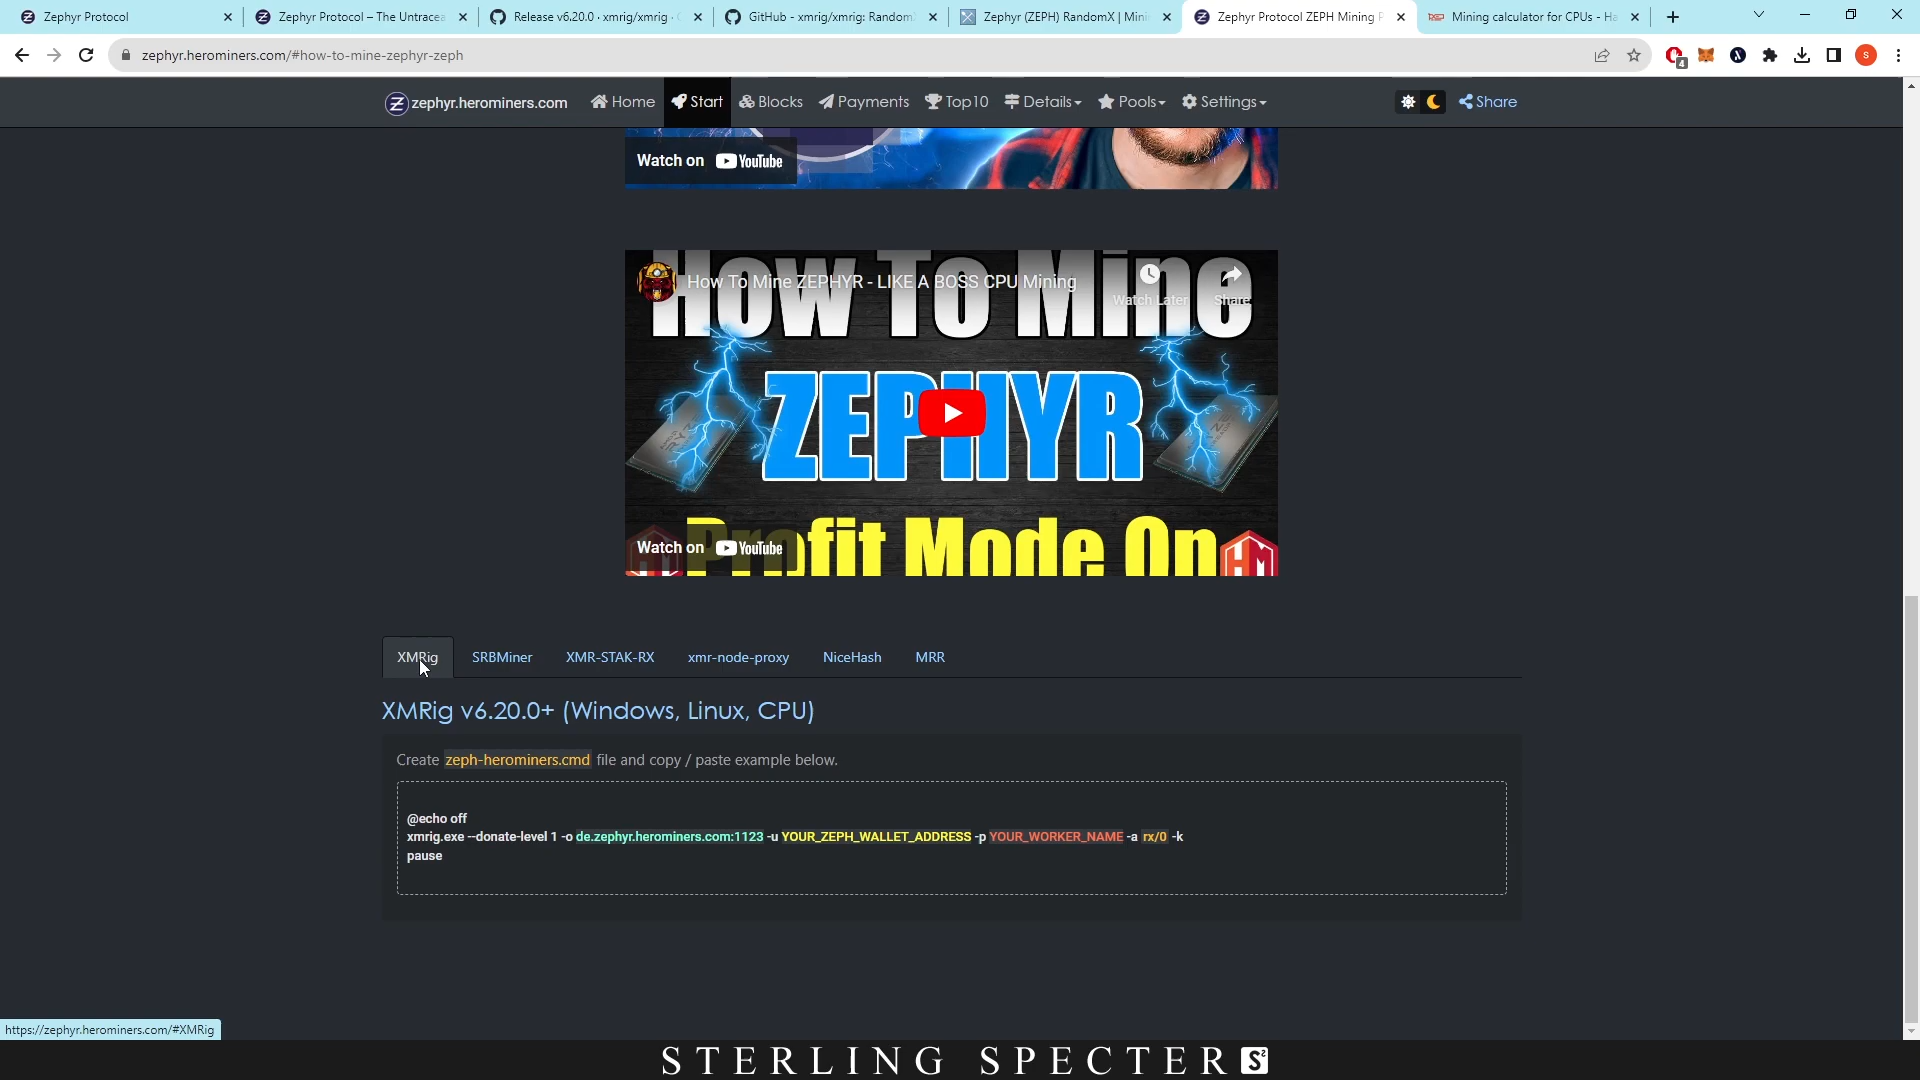 Zephyr Protocol
Zephyr Protocol – The Untracea
Release v6.20.0 · xmrig/xmrig ·
GitHub - xmrig/xmrig: Random
Zephyr (ZEPH) RandomX | Mini
Zephyr Protocol ZEPH Mining P
Mining calculator for CPUs - Ha
zephyr.herominers.com/#how-to-mine-zephyr-zeph
4
S
zephyr.herominers.com
Home
Start
Blocks
Payments
Top10
Details
Pools
Settings
Share
Watch on YouTube
How To Mine
How To Mine ZEPHYR - LIKE A BOSS CPU Mining
Watch Later
Share
ZEPHYR
Profit Mode On
Watch on YouTube
HM
XMRig
SRBMiner
XMR-STAK-RX
xmr-node-proxy
NiceHash
MRR
XMRig v6.20.0+ (Windows, Linux, CPU)
Create zeph-herominers.cmd file and copy / paste example below.
@echo off
xmrig.exe --donate-level 1 -o de.zephyr.herominers.com:1123 -u YOUR_ZEPH_WALLET_ADDRESS -p YOUR_WORKER_NAME -a rx/0 -k
pause
https://zephyr.herominers.com/#XMRig
STERLING SPECTER S²